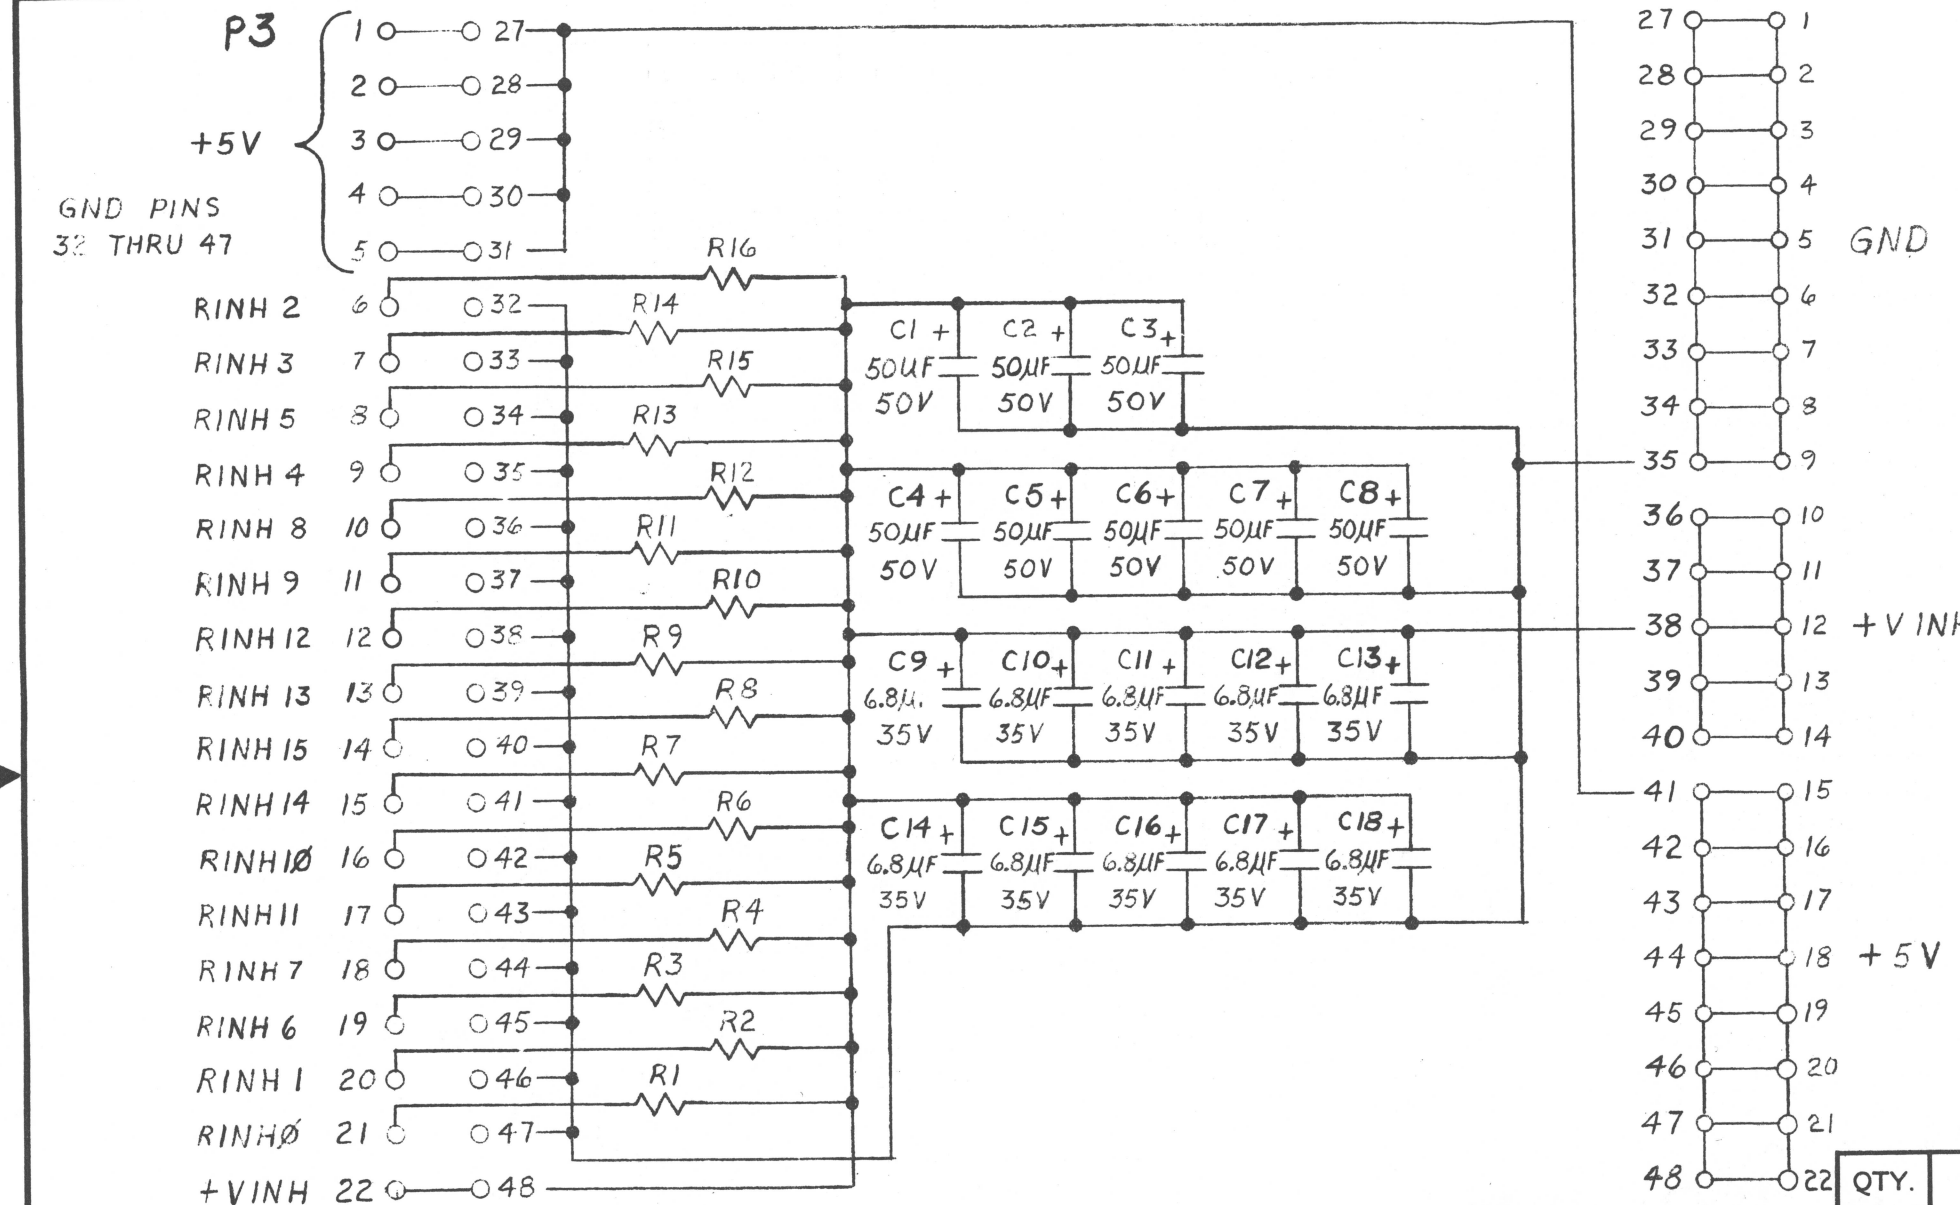 P3
1 27
2 28
+5V 3 29
4 30
GND PINS
32 THRU 47
5 31
R16
RINH 2 6 32
R14
RINH 3 7 33
R15
RINH 5 8 34
R13
RINH 4 9 35
R12
RINH 8 10 36
R11
RINH 9 11 37
R10
RINH 12 12 38
R9
RINH 13 13 39
R8
RINH 15 14 40
R7
RINH 14 15 41
R6
RINH 1Ø 16 42
R5
RINH 11 17 43
R4
RINH 7 18 44
R3
RINH 6 19 45
R2
RINH 1 20 46
R1
RINHØ 21 47
+VINH 22 48
C1 + C2 + C3 +
50UF 50µF 50µF
50V 50V 50V
C4 + C5 + C6 + C7 + C8 +
50µF 50µF 50µF 50µF 50µF
50V 50V 50V 50V 50V
C9 + C10 + C11 + C12 + C13 +
6.8µ. 6.8µF 6.8µF 6.8µF 6.8µF
35V 35V 35V 35V 35V
C14 + C15 + C16 + C17 + C18 +
6.8µF 6.8µF 6.8µF 6.8µF 6.8µF
35V 35V 35V 35V 35V
27 1
28 2
29 3
30 4
31 5 GND
32 6
33 7
34 8
35 9
36 10
37 11
38 12 +V INH
39 13
40 14
41 15
42 16
43 17
44 18 +5V
45 19
46 20
47 21
48 22
QTY.